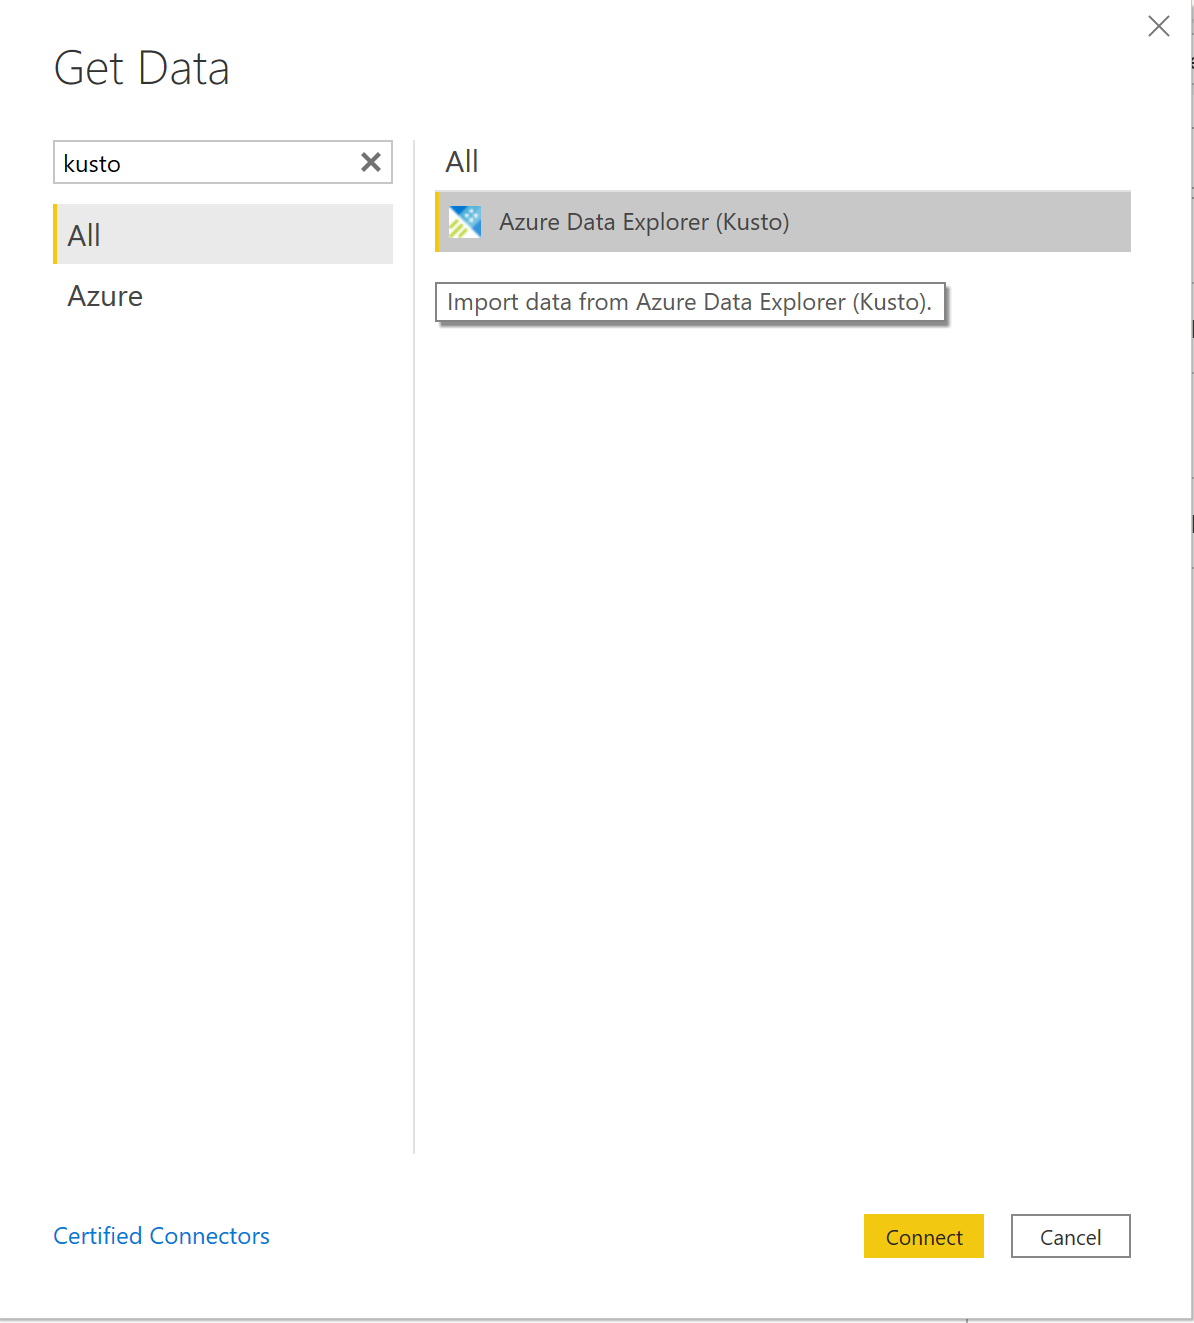 Get Data
kusto
All
Azure
All
Azure Data Explorer (Kusto)
Import data from Azure Data Explorer (Kusto).
Certified Connectors
Connect
Cancel